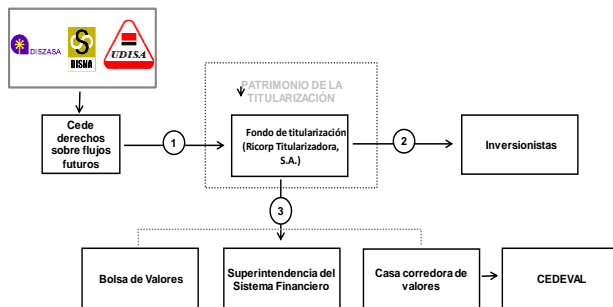 DISZASA
S
DISNA
UDISA
PATRIMONIO DE LA
TITULARIZACIÓN
Cede
derechos
sobre flujos
futuros
1
Fondo de titularización
(Ricorp Titularizadora,
S.A.)
2
Inversionistas
3
Bolsa de Valores
Superintendencia del
Sistema Financiero
Casa corredora de
valores
CEDEVAL